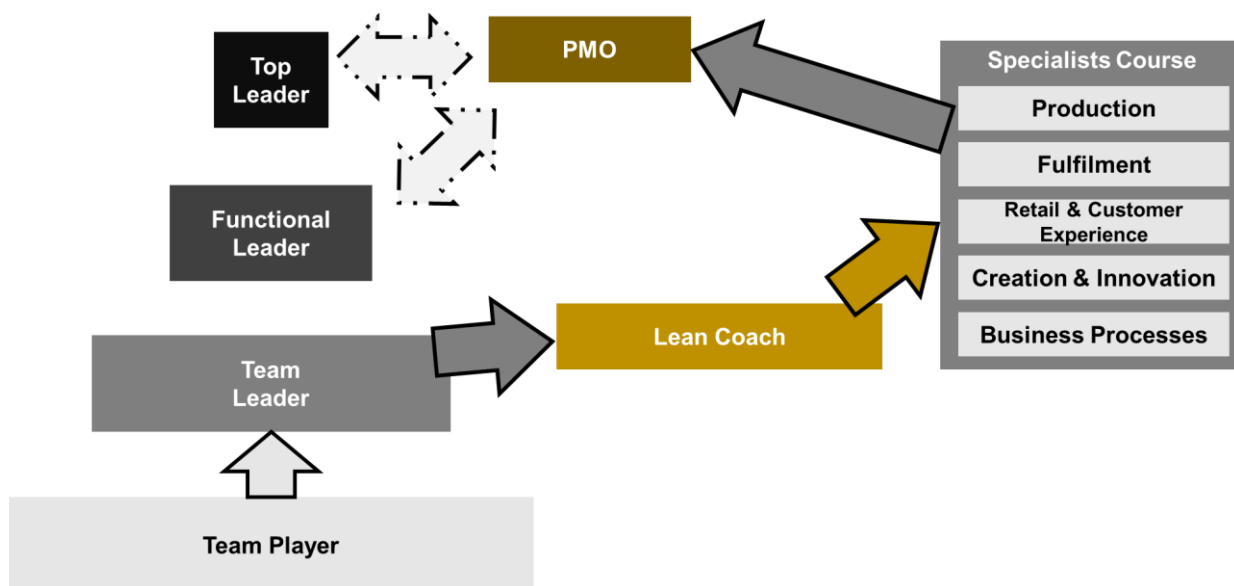 Top
Leader
PMO
Specialists Course
Production
Fulfilment
Retail & Customer
Experience
Creation & Innovation
Business Processes
Functional
Leader
Lean Coach
Team
Leader
Team Player